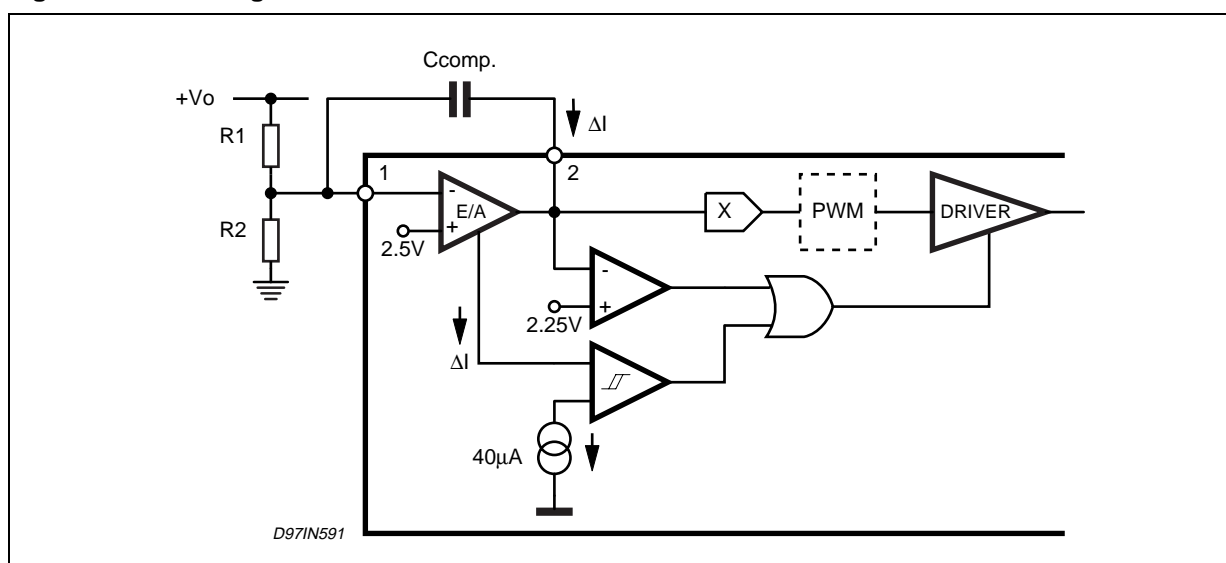 Ccomp.
+Vo
ΔI
R1
1
2
-
E/A
X
PWM
DRIVER
R2
+
2.5V
-
+
2.25V
ΔI
40μA
D97IN591